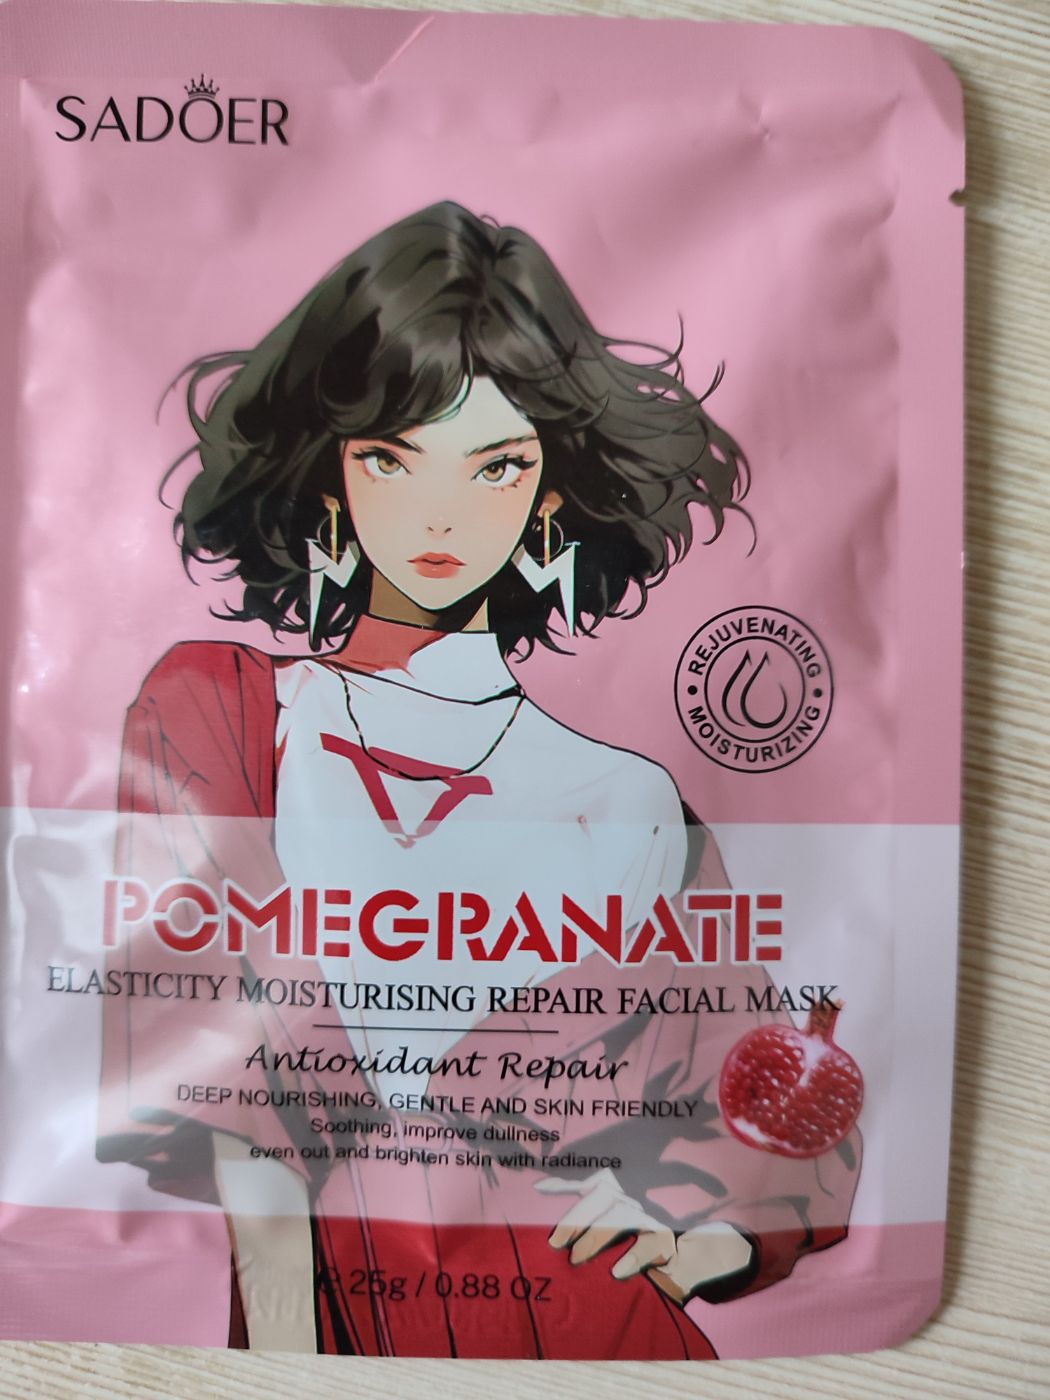 SADOER
REJUVENATING
MOISTURIZING
POMEGRANATE
ELASTICITY MOISTURISING REPAIR FACIAL MASK
Antioxidant Repair
DEEP NOURISHING, GENTLE AND SKIN FRIENDLY
Soothing, improve dullness
even out and brighten skin with radiance
25g / 0.88 OZ